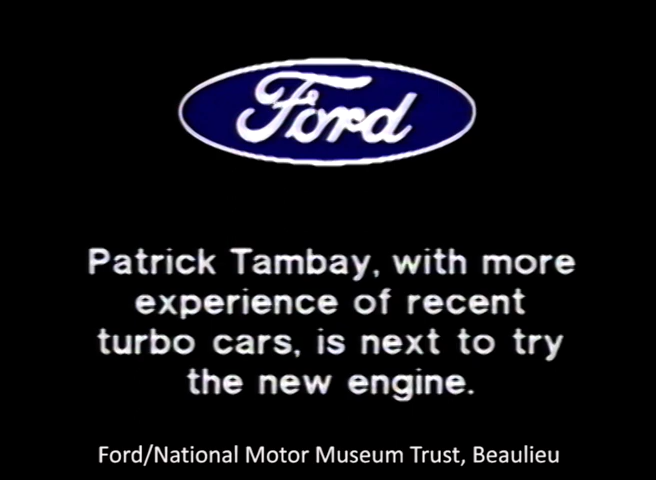 Ford
Patrick Tambay, with more
experience of recent
turbo cars, is next to try
the new engine.
Ford/National Motor Museum Trust, Beaulieu